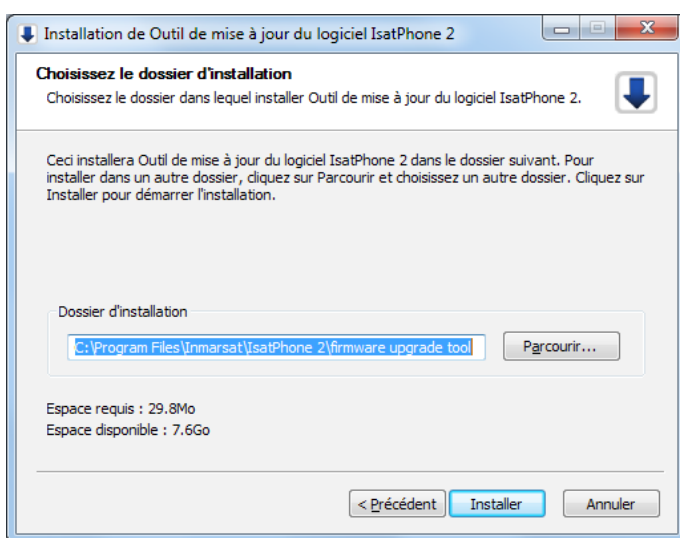 Installation de Outil de mise à jour du logiciel IsatPhone 2
Choisissez le dossier d'installation
Choisissez le dossier dans lequel installer Outil de mise à jour du logiciel IsatPhone 2.
Ceci installera Outil de mise à jour du logiciel IsatPhone 2 dans le dossier suivant. Pour
installer dans un autre dossier, cliquez sur Parcourir et choisissez un autre dossier. Cliquez sur
Installer pour démarrer l'installation.
Dossier d'installation
C:\Program Files\Inmarsat\IsatPhone 2\firmware upgrade tool
Parcourir...
Espace requis : 29.8Mo
Espace disponible : 7.6Go
< Précédent
Installer
Annuler